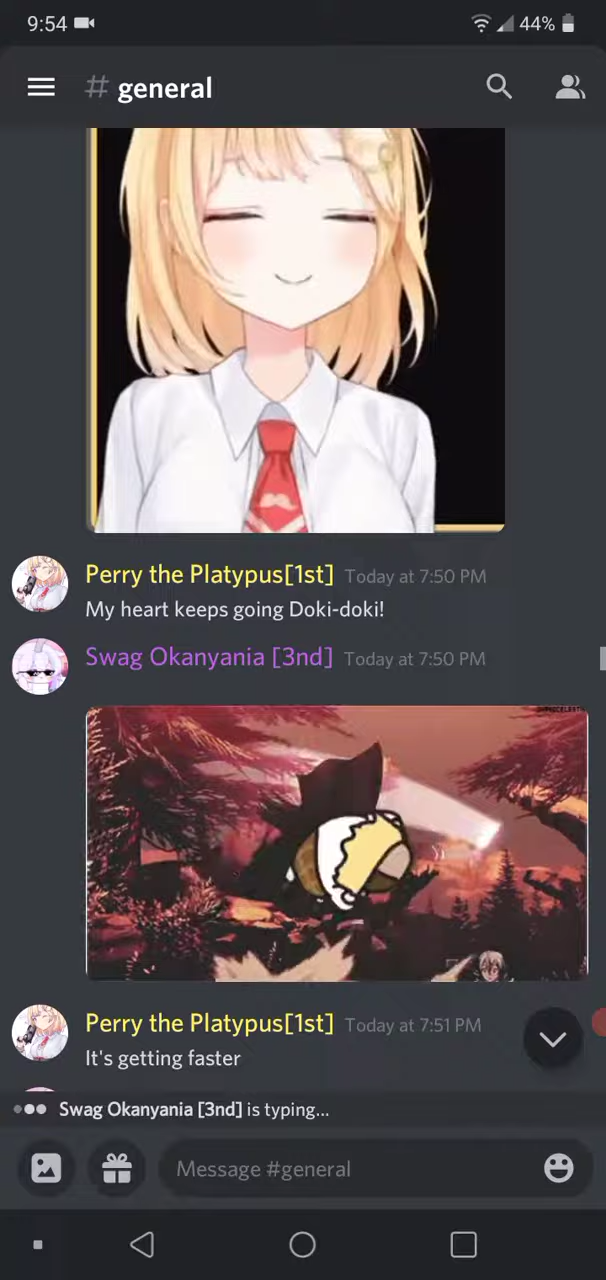 9:54
44%
# general
Perry the Platypus[1st] Today at 7:50 PM
My heart keeps going Doki-doki!
Swag Okanyania [3nd] Today at 7:50 PM
Perry the Platypus[1st] Today at 7:51 PM
It's getting faster
Swag Okanyania [3nd] is typing...
Message #general